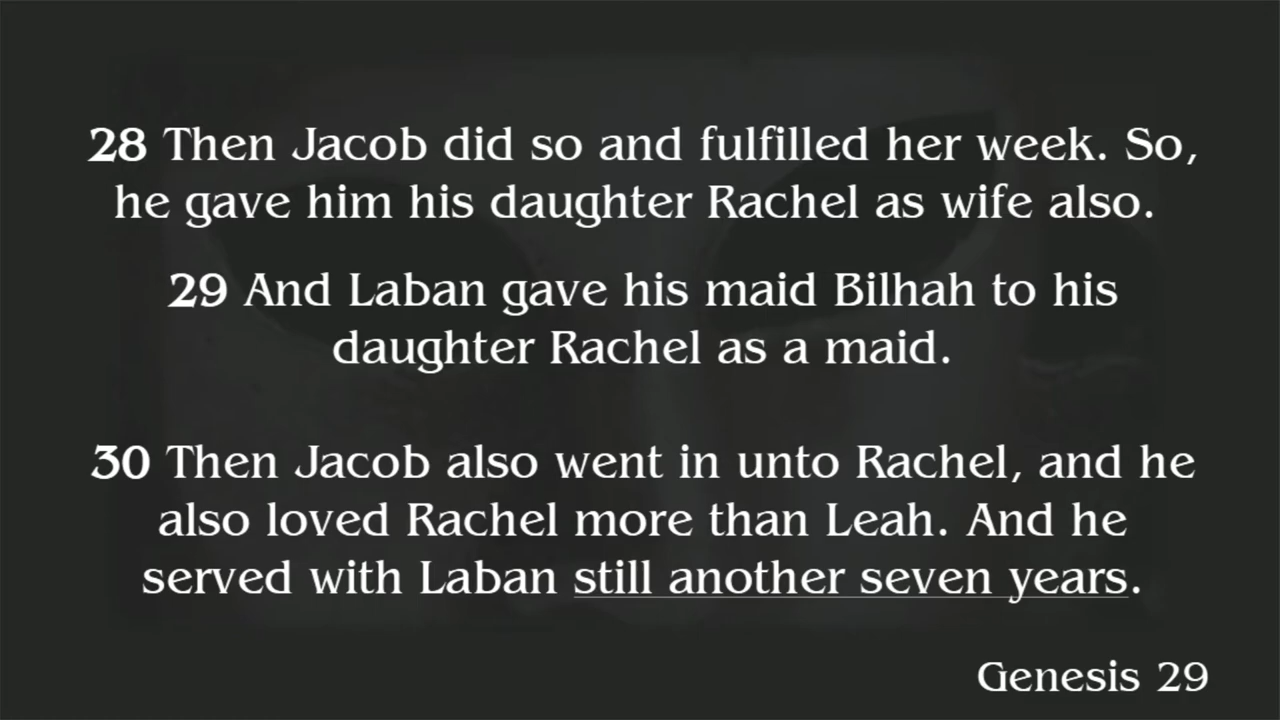 28 Then Jacob did so and fulfilled her week. So,
he gave him his daughter Rachel as wife also.
29 And Laban gave his maid Bilhah to his
daughter Rachel as a maid.
30 Then Jacob also went in unto Rachel, and he
also loved Rachel more than Leah. And he
served with Laban still another seven years.
Genesis 29